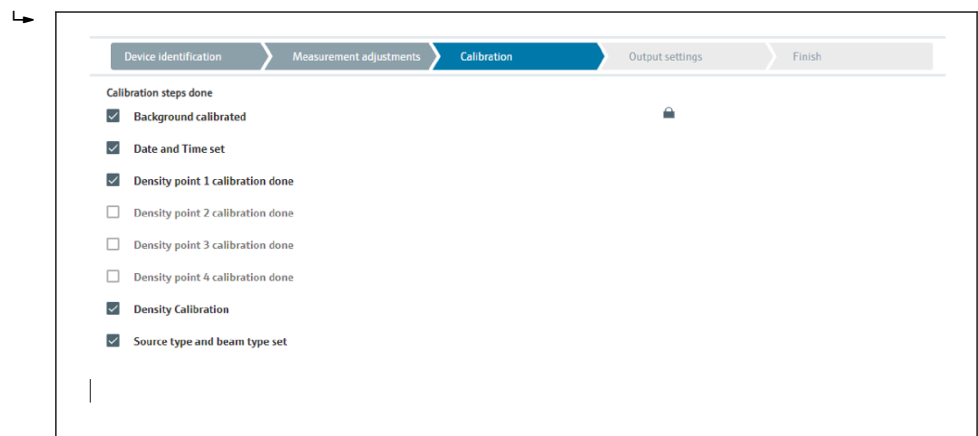 Device identification Measurement adjustments Calibration Output settings Finish
Calibration steps done
Background calibrated
Date and Time set
Density point 1 calibration done
Density point 2 calibration done
Density point 3 calibration done
Density point 4 calibration done
Density Calibration
Source type and beam type set